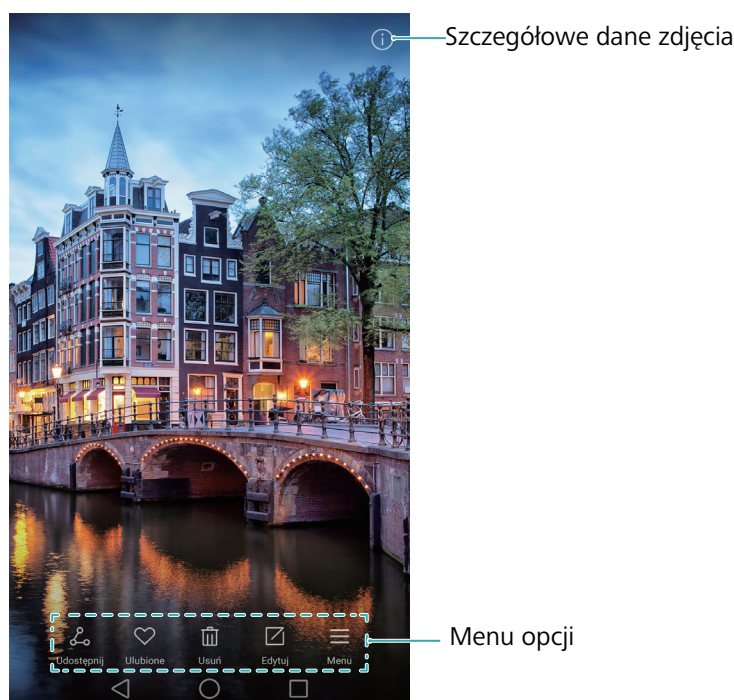 Szczegółowe dane zdjęcia
Menu opcji
Udostępnij Ulubione Usuń Edytuj Menu